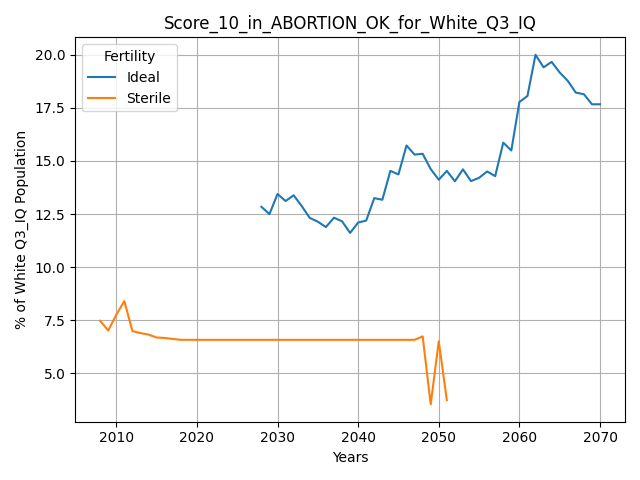 Score_10_in_ABORTION_OK_for_White_Q3_IQ
% of White Q3_IQ Population
20.0
17.5
15.0
12.5
10.0
7.5
5.0
Fertility
Ideal
Sterile
2010 2020 2030 2040 2050 2060 2070
Years